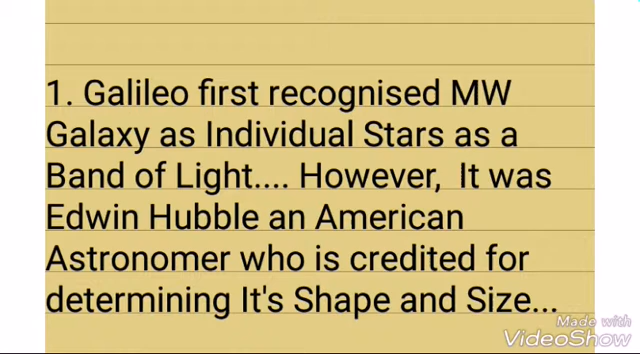 1. Galileo first recognised MW
Galaxy as Individual Stars as a
Band of Light.... However,  It was
Edwin Hubble an American
Astronomer who is credited for
determining It's Shape and Size...
Made with
VideoShow